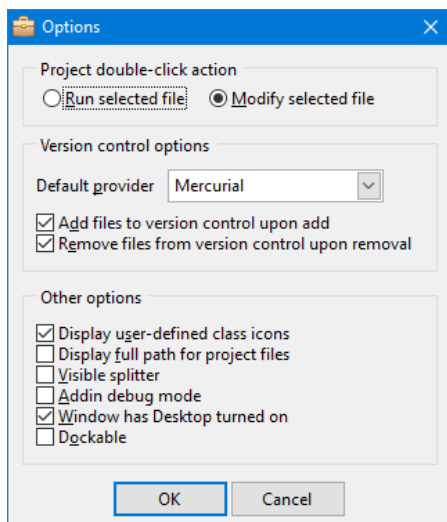 Options
Project double-click action
Run selected file Modify selected file
Version control options
Default provider Mercurial
Add files to version control upon add
Remove files from version control upon removal
Other options
Display user-defined class icons
Display full path for project files
Visible splitter
Addin debug mode
Window has Desktop turned on
Dockable
OK Cancel